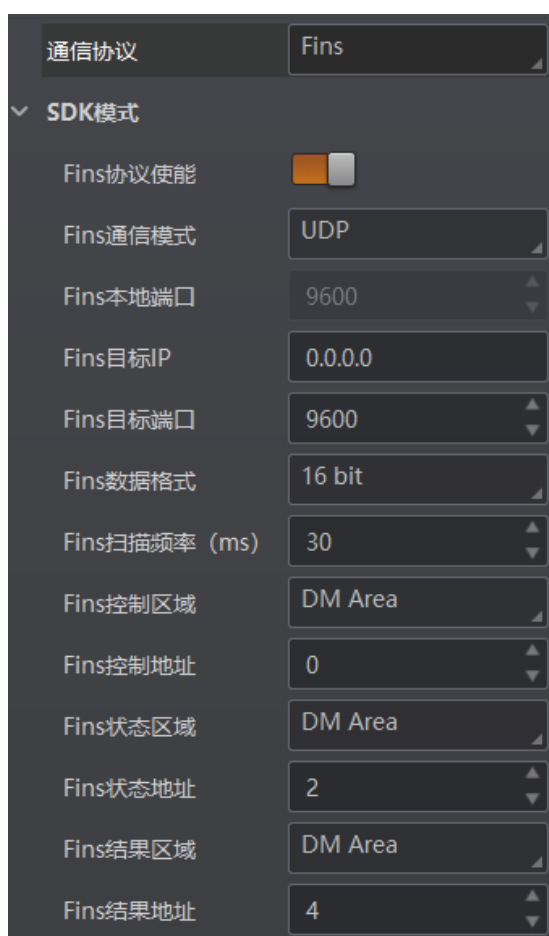 通信协议 Fins
SDK模式
Fins协议使能
Fins通信模式 UDP
Fins本地端口 9600
Fins目标IP 0.0.0.0
Fins目标端口 9600
Fins数据格式 16 bit
Fins扫描频率（ms） 30
Fins控制区域 DM Area
Fins控制地址 0
Fins状态区域 DM Area
Fins状态地址 2
Fins结果区域 DM Area
Fins结果地址 4